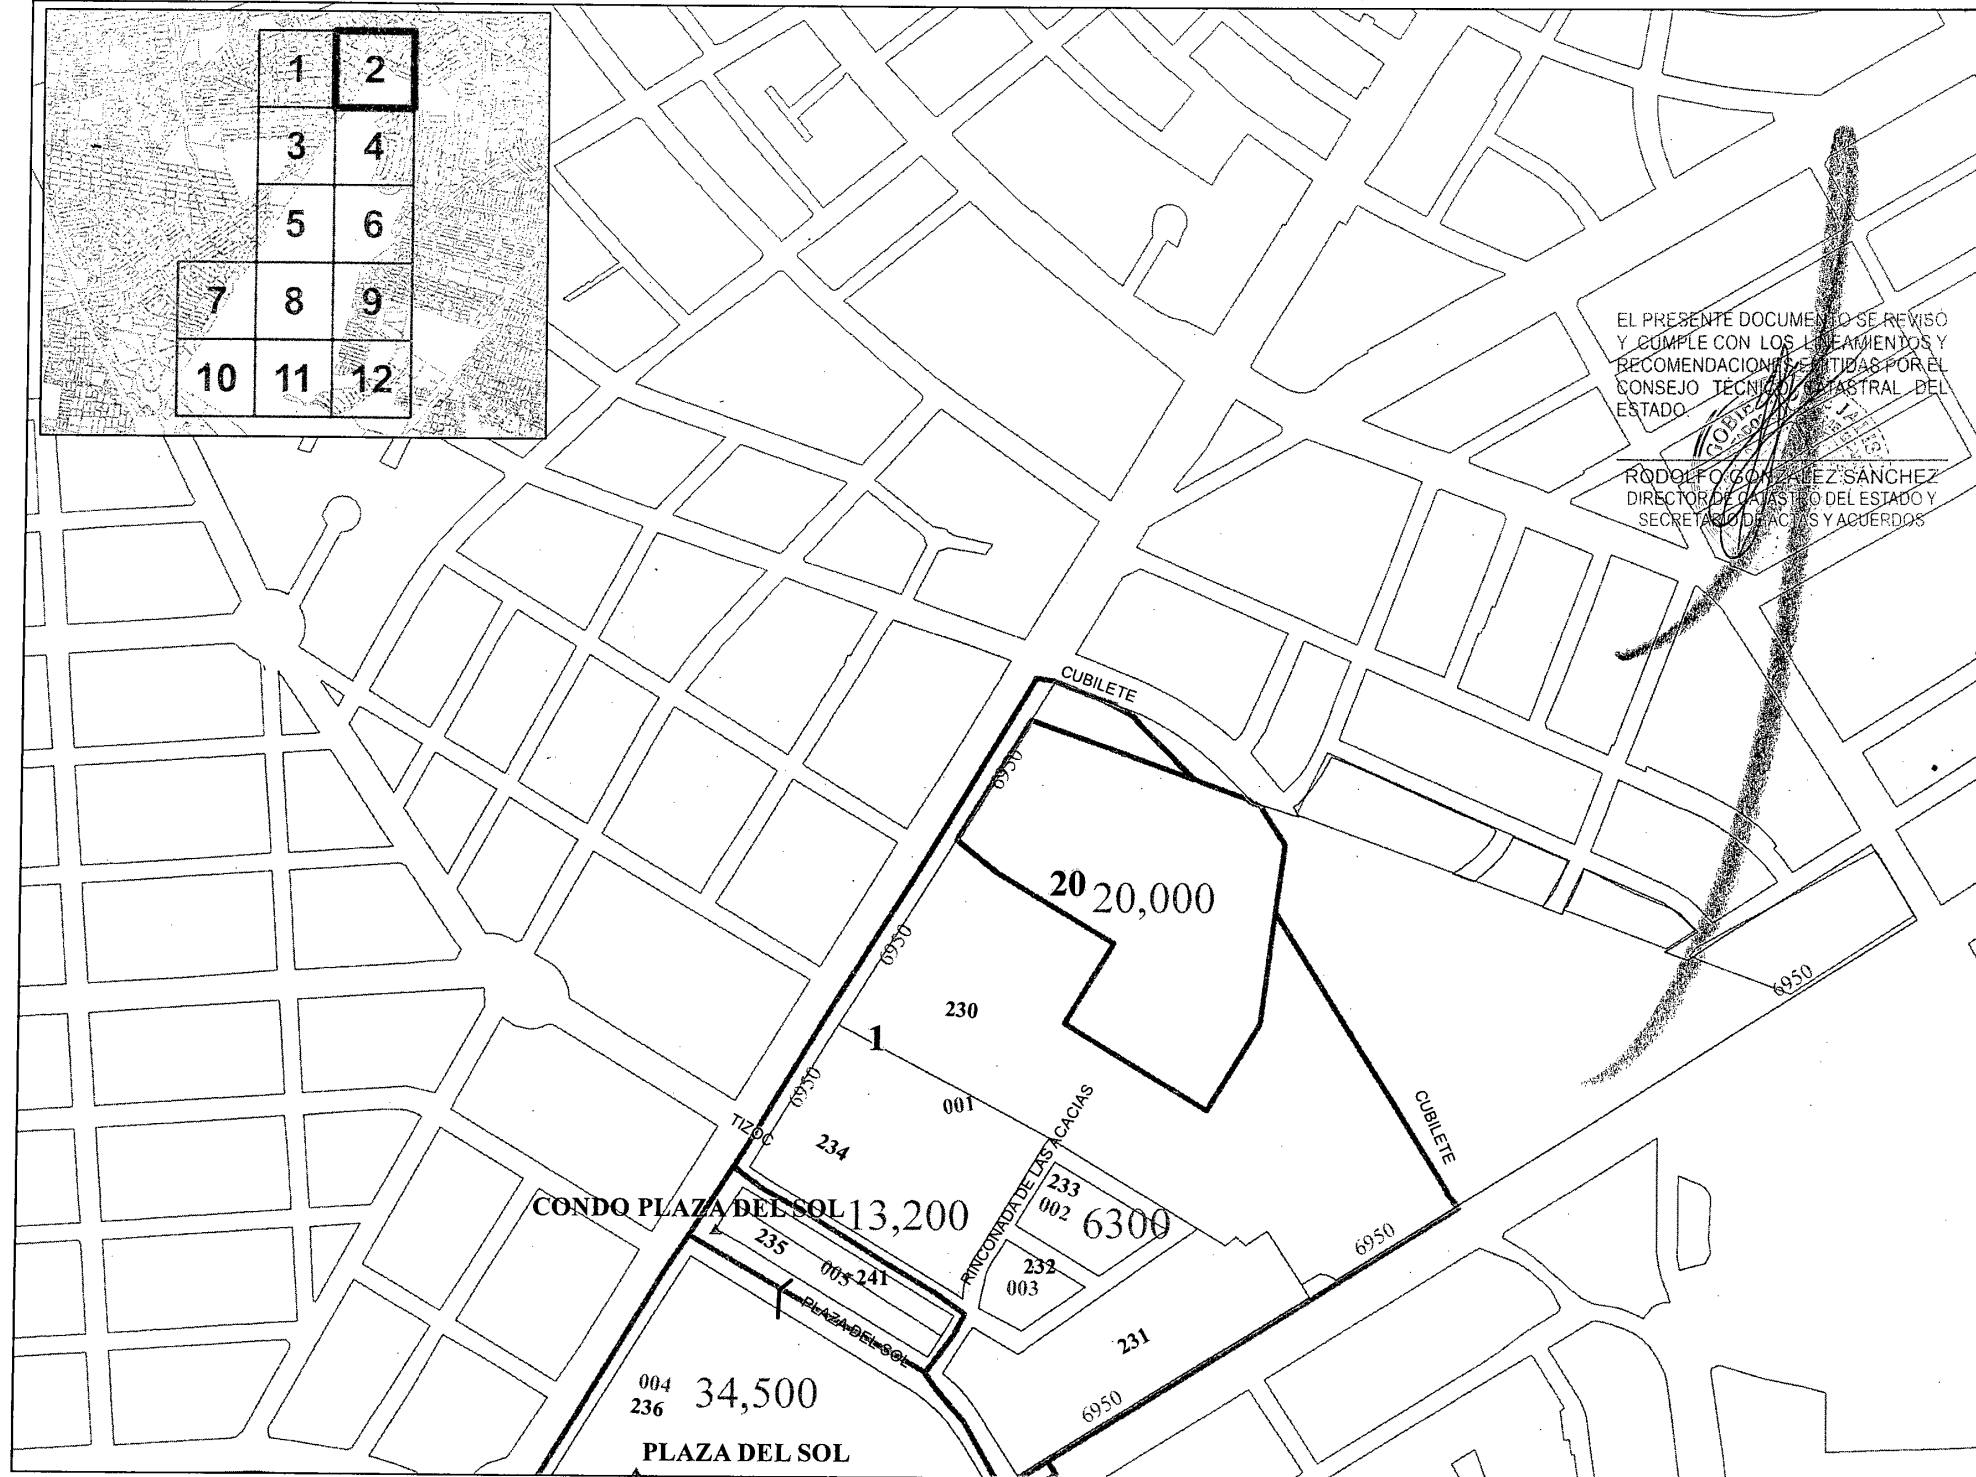 1 2
3 4
5 6
7 8 9
10 11 12
EL PRESENTE DOCUMENTO SE REVISÓ
Y CUMPLE CON LOS LINEAMIENTOS Y
RECOMENDACIONES EMITIDAS POR EL
CONSEJO TÉCNICO CATASTRAL DEL
ESTADO.
RODOLFO GONZÁLEZ SÁNCHEZ
DIRECTOR DE CATASTRO DEL ESTADO Y
SECRETARIO DE ACTAS Y ACUERDOS
CUBILETE
6950
20 20,000
6950
6950
230
1
6950
001
CUBILETE
TIZOC
234
RINCONADA DE LAS ACACIAS
233
002
6300
CONDO PLAZA DEL SOL 13,200
235
005 241
6950
232
003
PLAZA DEL SOL
231
004
236
34,500
6950
PLAZA DEL SOL